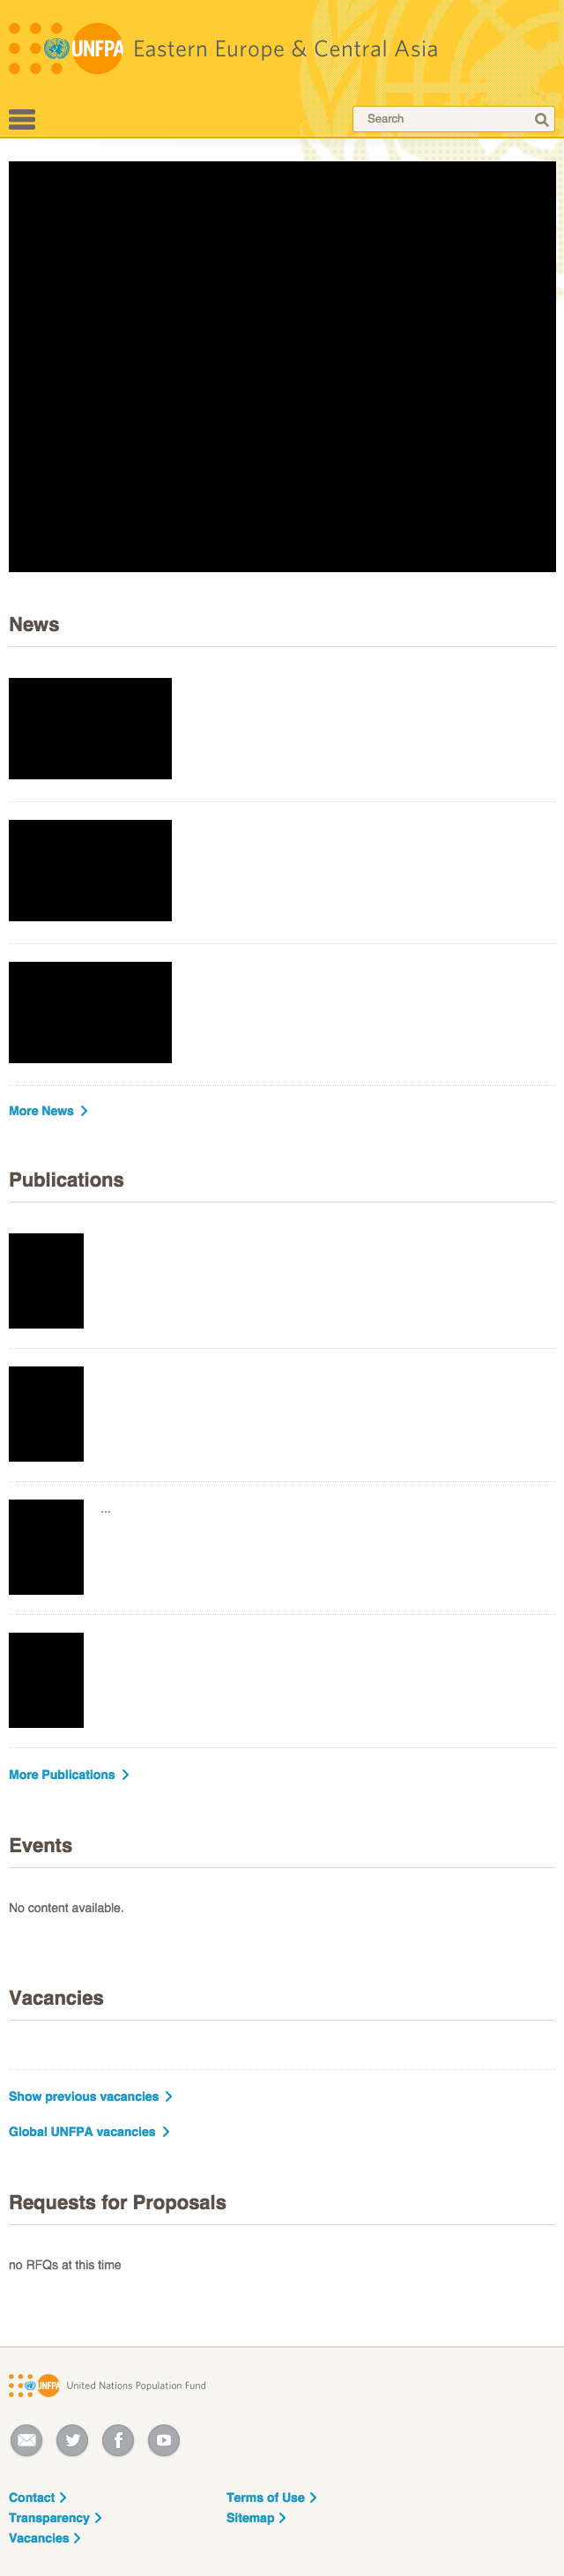 UNFPA Eastern Europe & Central Asia
Search
News
More News
Publications
...
More Publications
Events
No content available.
Vacancies
Show previous vacancies
Global UNFPA vacancies
Requests for Proposals
no RFQs at this time
UNFPA United Nations Population Fund
Contact
Terms of Use
Transparency
Sitemap
Vacancies